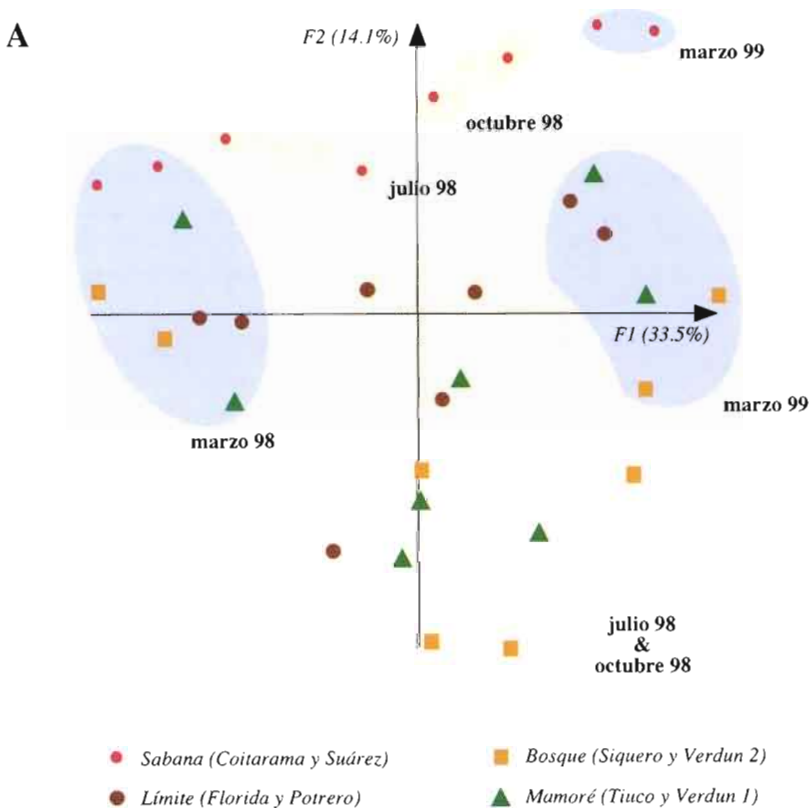 A
F2 (14.1%)
marzo 99
octubre 98
julio 98
F1 (33.5%)
marzo 99
marzo 98
julio 98
&
octubre 98
Sabana (Coitarama y Suárez)
Bosque (Siquero y Verdun 2)
Límite (Florida y Potrero)
Mamoré (Tiuco y Verdun 1)